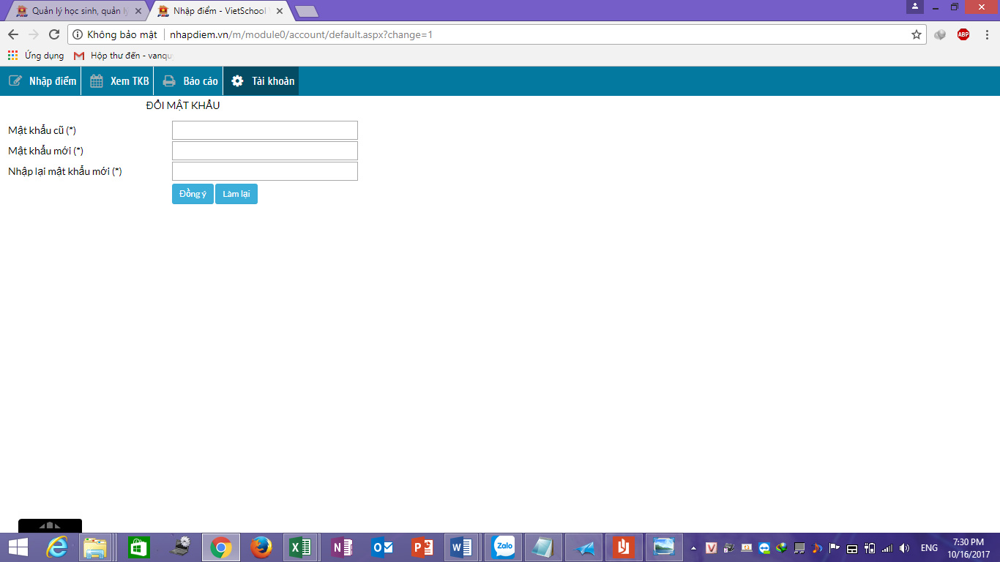 Quản lý học sinh, quản lý
Nhập điểm - VietSchool
Không bảo mật
nhapdiem.vn/m/module0/account/default.aspx?change=1
ABP
Ứng dụng
Hộp thư đến - vanqu
Nhập điểm
Xem TKB
Báo cáo
Tài khoản
ĐỔI MẬT KHẨU
Mật khẩu cũ (*)
Mật khẩu mới (*)
Nhập lại mật khẩu mới (*)
Đồng ý
Làm lại
Zalo
ENG
7:30 PM
10/16/2017